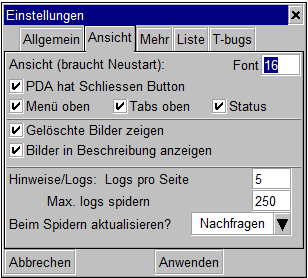 Einstellungen
Allgemein Ansicht Mehr Liste T-bugs
Ansicht (braucht Neustart): Font 16
PDA hat Schliessen Button
Menü oben Tabs oben Status
Gelöschte Bilder zeigen
Bilder in Beschreibung anzeigen
Hinweise/Logs: Logs pro Seite 5
Max. logs spidern 250
Beim Spidern aktualisieren? Nachfragen
Abbrechen Anwenden